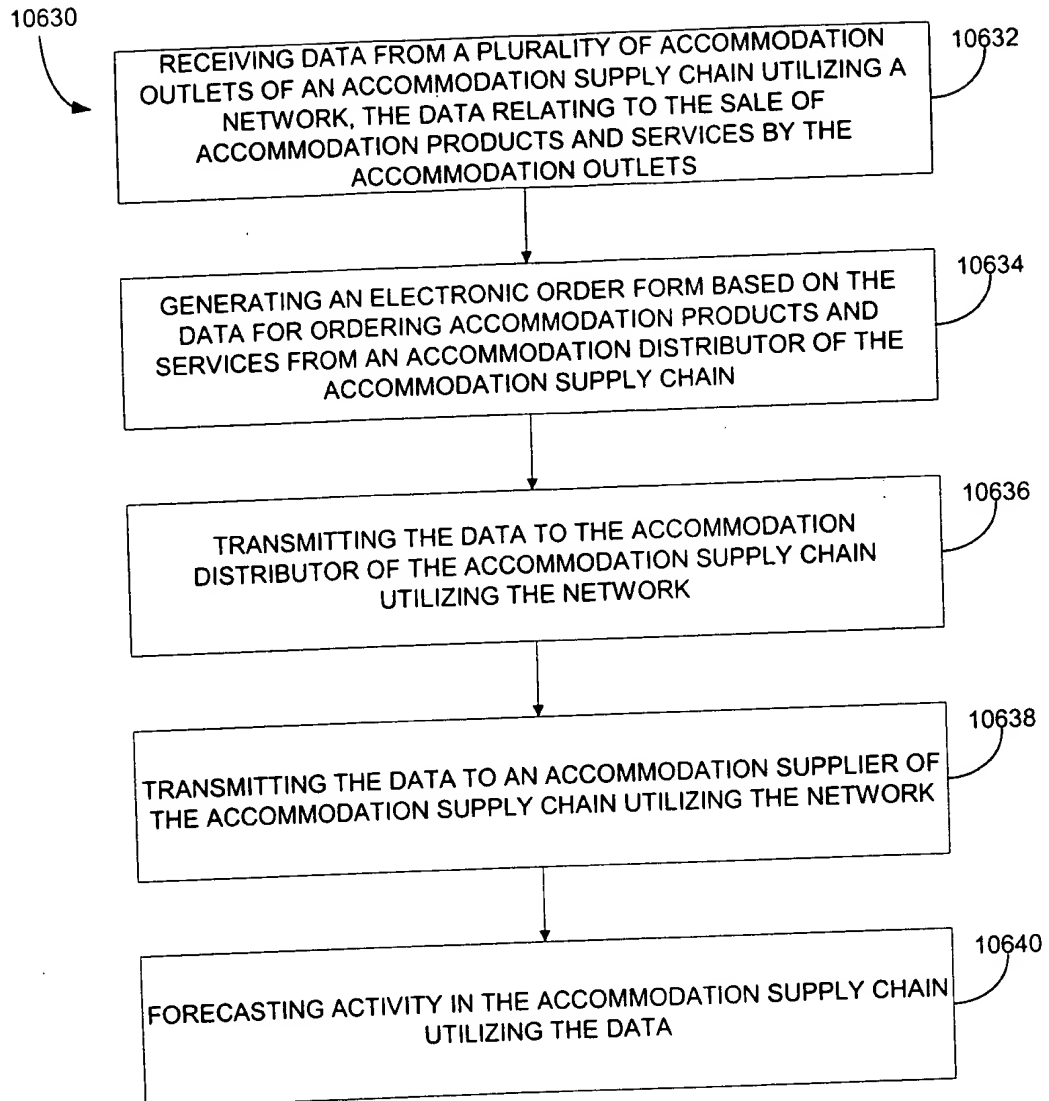 10630
RECEIVING DATA FROM A PLURALITY OF ACCOMMODATION
OUTLETS OF AN ACCOMMODATION SUPPLY CHAIN UTILIZING A
NETWORK, THE DATA RELATING TO THE SALE OF
ACCOMMODATION PRODUCTS AND SERVICES BY THE
ACCOMMODATION OUTLETS
10632
GENERATING AN ELECTRONIC ORDER FORM BASED ON THE
DATA FOR ORDERING ACCOMMODATION PRODUCTS AND
SERVICES FROM AN ACCOMMODATION DISTRIBUTOR OF THE
ACCOMMODATION SUPPLY CHAIN
10634
TRANSMITTING THE DATA TO THE ACCOMMODATION
DISTRIBUTOR OF THE ACCOMMODATION SUPPLY CHAIN
UTILIZING THE NETWORK
10636
TRANSMITTING THE DATA TO AN ACCOMMODATION SUPPLIER OF
THE ACCOMMODATION SUPPLY CHAIN UTILIZING THE NETWORK
10638
FORECASTING ACTIVITY IN THE ACCOMMODATION SUPPLY CHAIN
UTILIZING THE DATA
10640